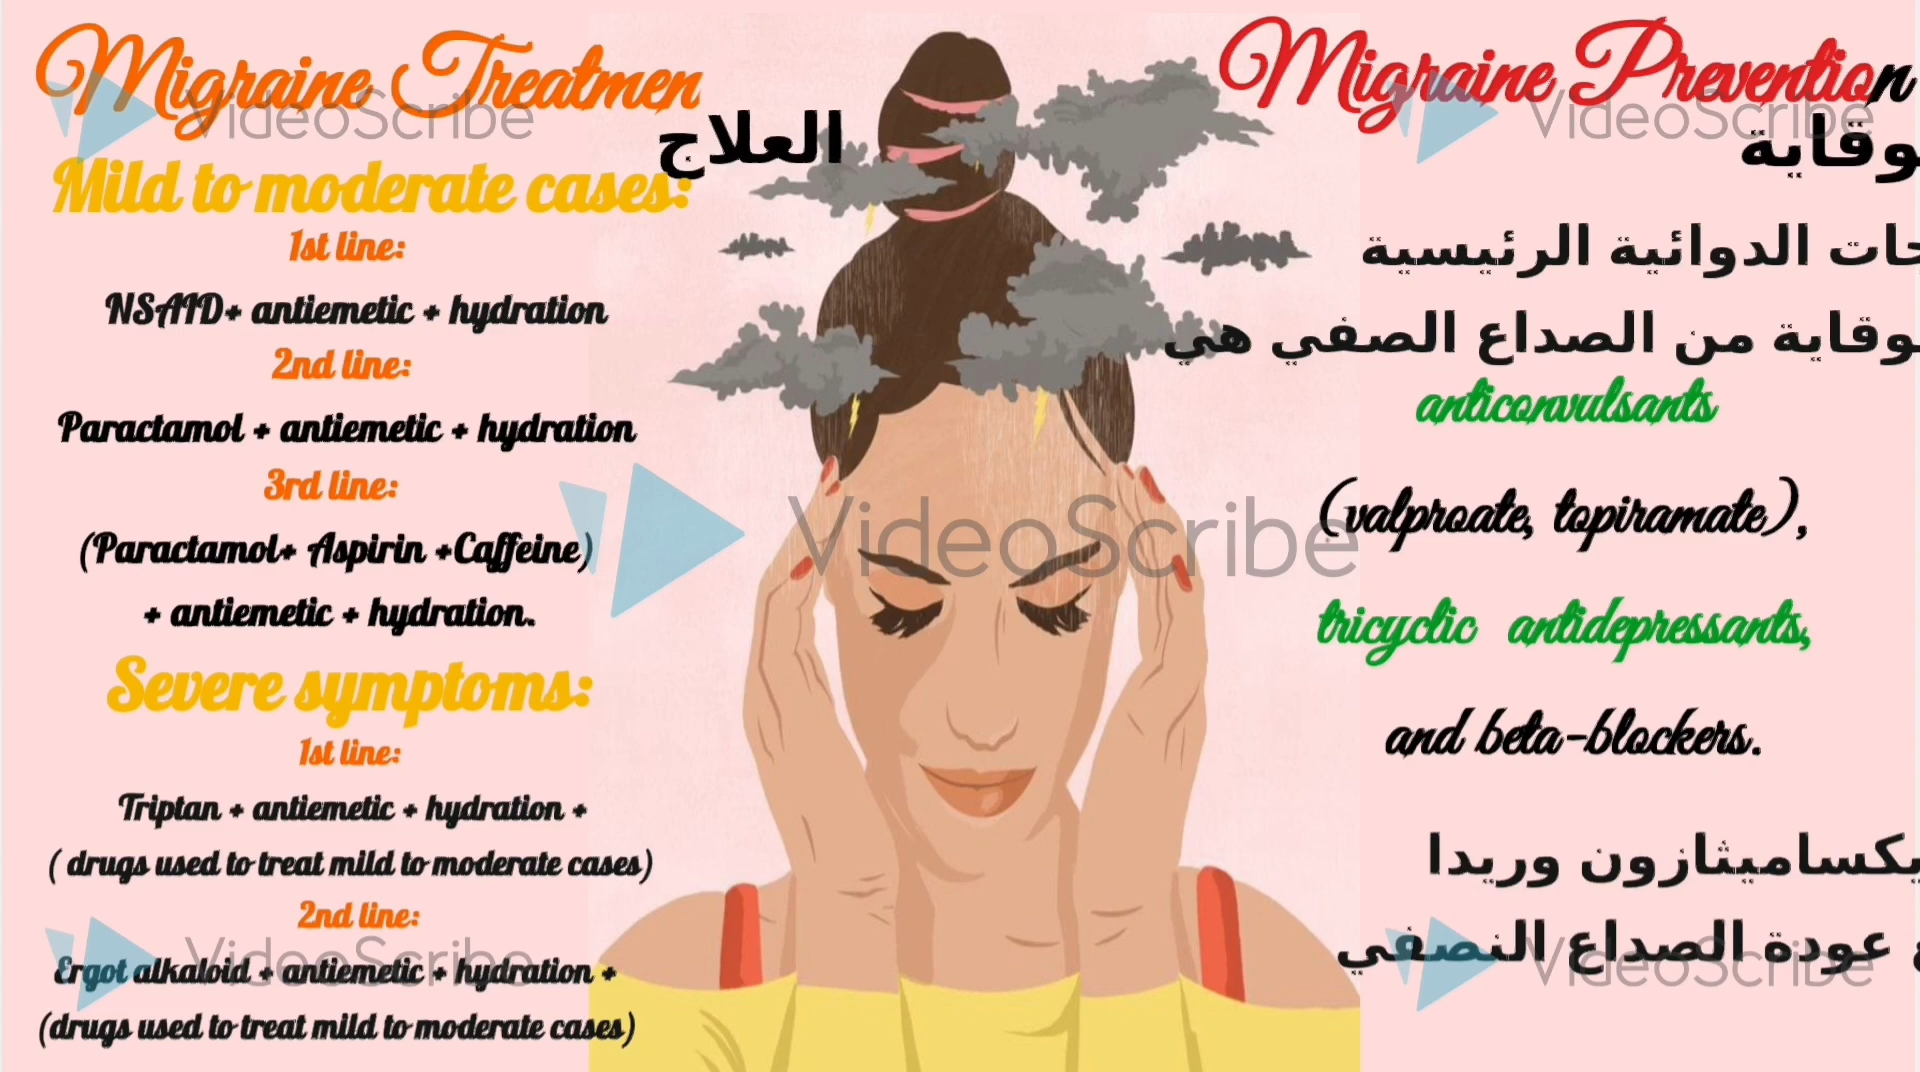 Migraine Treatmen
العلاج
Mild to moderate cases:
1st line:
NSAID+ antiemetic + hydration
2nd line:
Paractamol + antiemetic + hydration
3rd line:
(Paractamol+ Aspirin +Caffeine)
+ antiemetic + hydration.
Severe symptoms:
1st line:
Triptan + antiemetic + hydration +
( drugs used to treat mild to moderate cases)
2nd line:
Ergot alkaloid + antiemetic + hydration +
(drugs used to treat mild to moderate cases)
Migraine Prevention
وقاية
الدوائية الرئيسية
وقاية من الصداع الصفي هي
anticonvulsants
(valproate, topiramate),
tricyclic antidepressants,
and beta-blockers.
يكساميثازون وريدا
عودة الصداع النصفي
VideoScribe
VideoScribe
VideoScribe
VideoScribe
VideoScribe